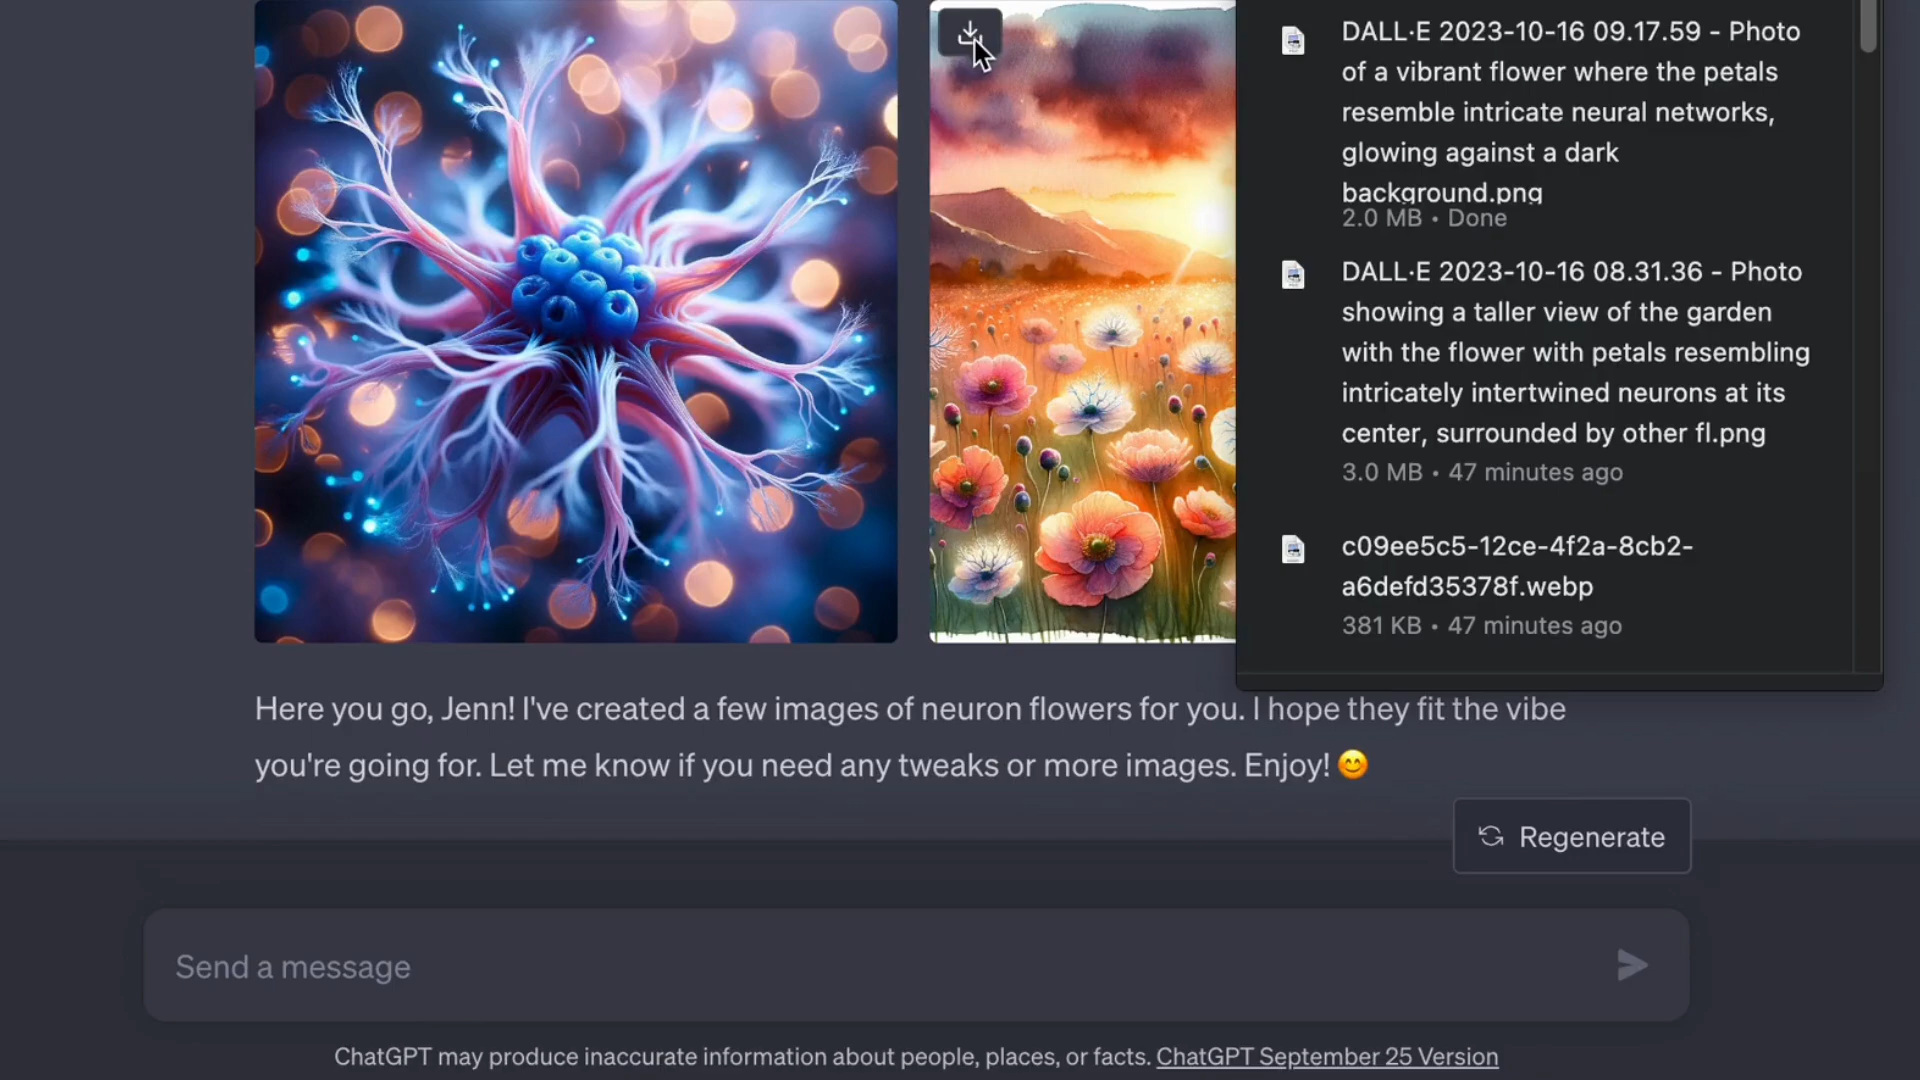 DALL·E 2023-10-16 09.17.59 - Photo
of a vibrant flower where the petals
resemble intricate neural networks,
glowing against a dark
background.png
2.0 MB • Done
DALL·E 2023-10-16 08.31.36 - Photo
showing a taller view of the garden
with the flower with petals resembling
intricately intertwined neurons at its
center, surrounded by other fl.png
3.0 MB • 47 minutes ago
c09ee5c5-12ce-4f2a-8cb2-
a6defd35378f.webp
381 KB • 47 minutes ago
Here you go, Jenn! I've created a few images of neuron flowers for you. I hope they fit the vibe
you're going for. Let me know if you need any tweaks or more images. Enjoy! 😊
Regenerate
Send a message
ChatGPT may produce inaccurate information about people, places, or facts. ChatGPT September 25 Version